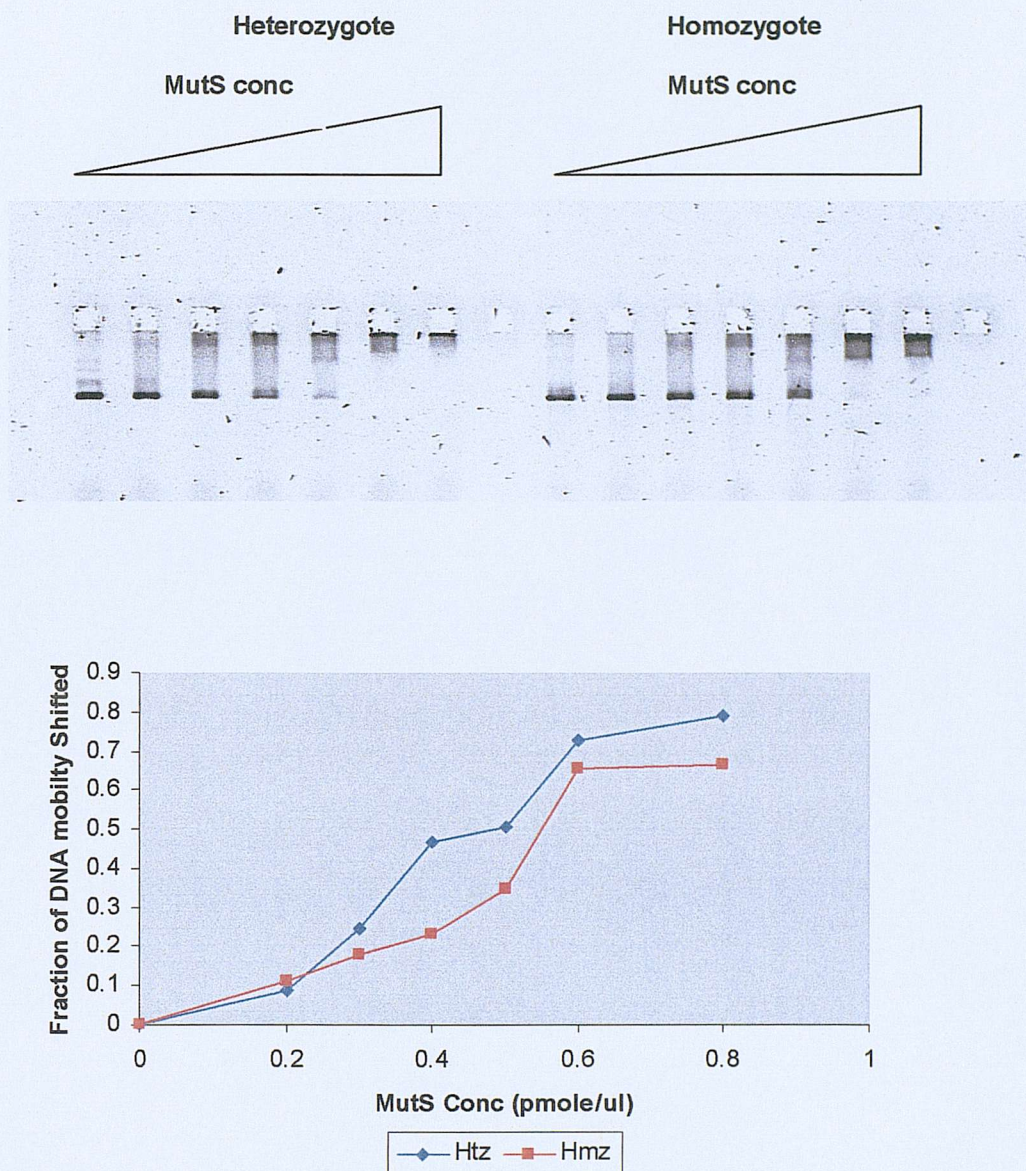 Heterozygote Homozygote
MutS conc MutS conc
Fraction of DNA mobilty Shifted
0.9
0.8
0.7
0.6
0.5
0.4
0.3
0.2
0.1
0
0 0.2 0.4 0.6 0.8 1
MutS Conc (pmole/ul)
Htz Hmz